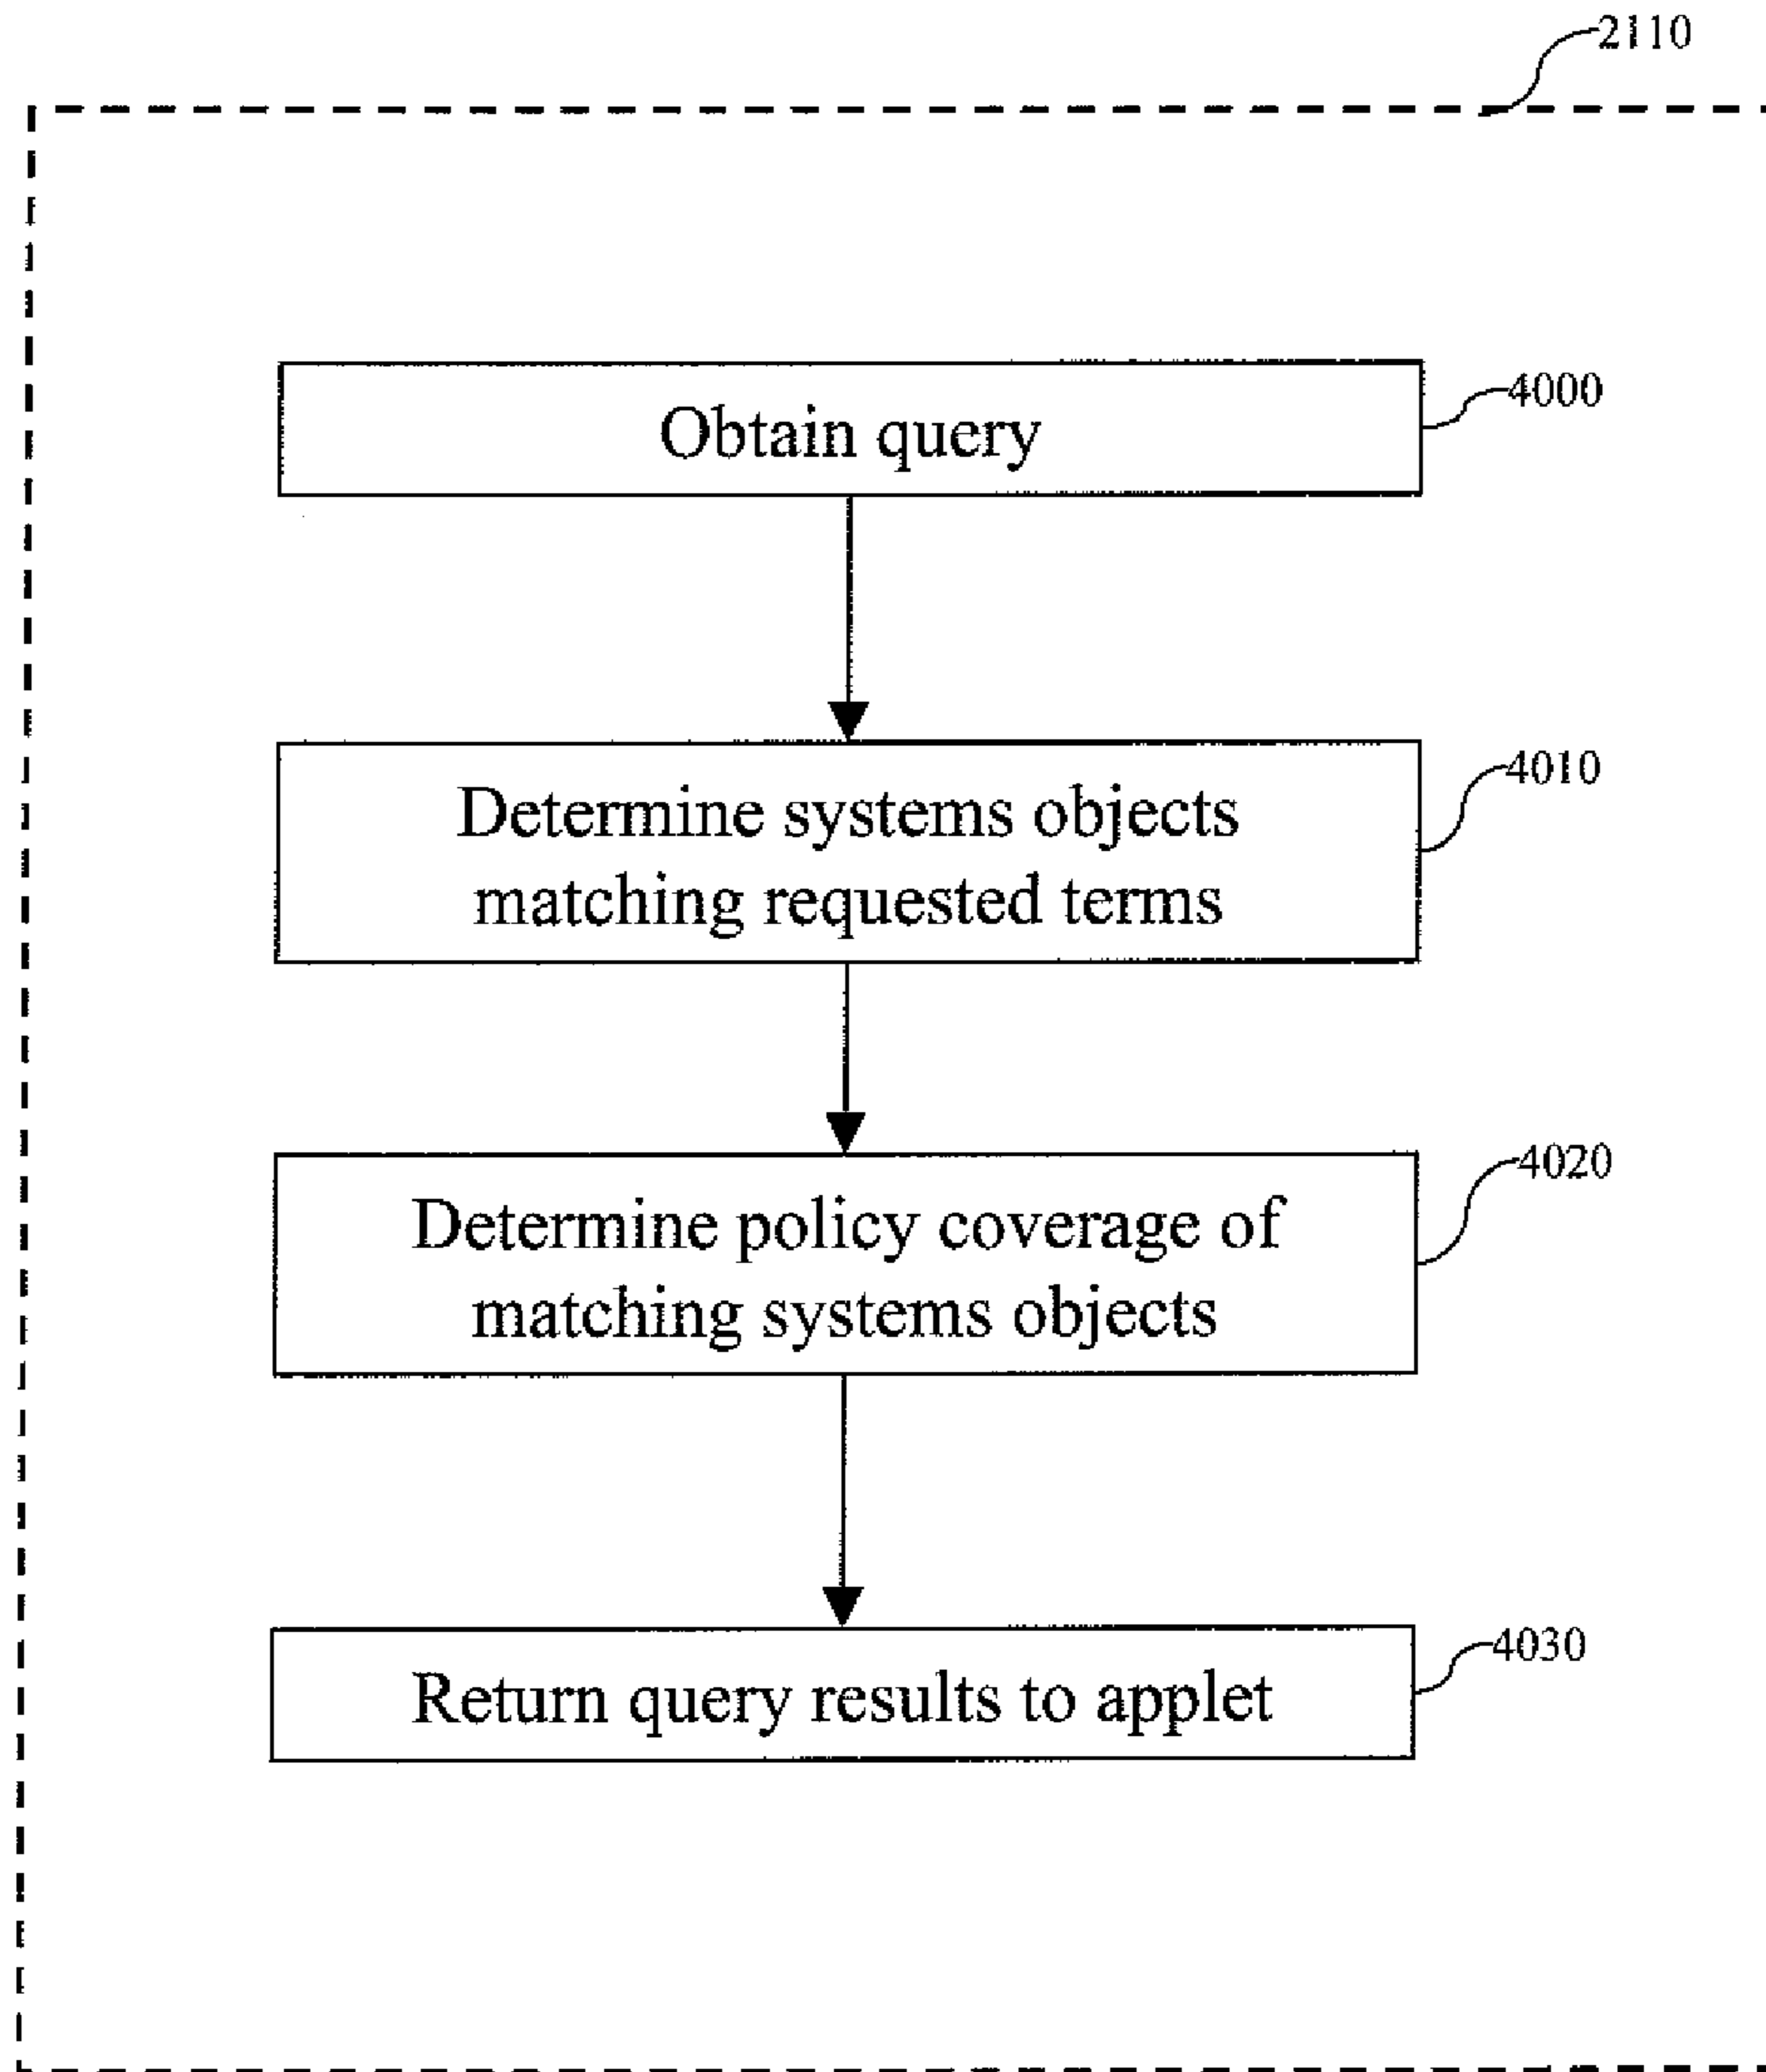 2110
Obtain query
4000
Determine systems objects
matching requested terms
4010
Determine policy coverage of
matching systems objects
4020
Return query results to applet
4030